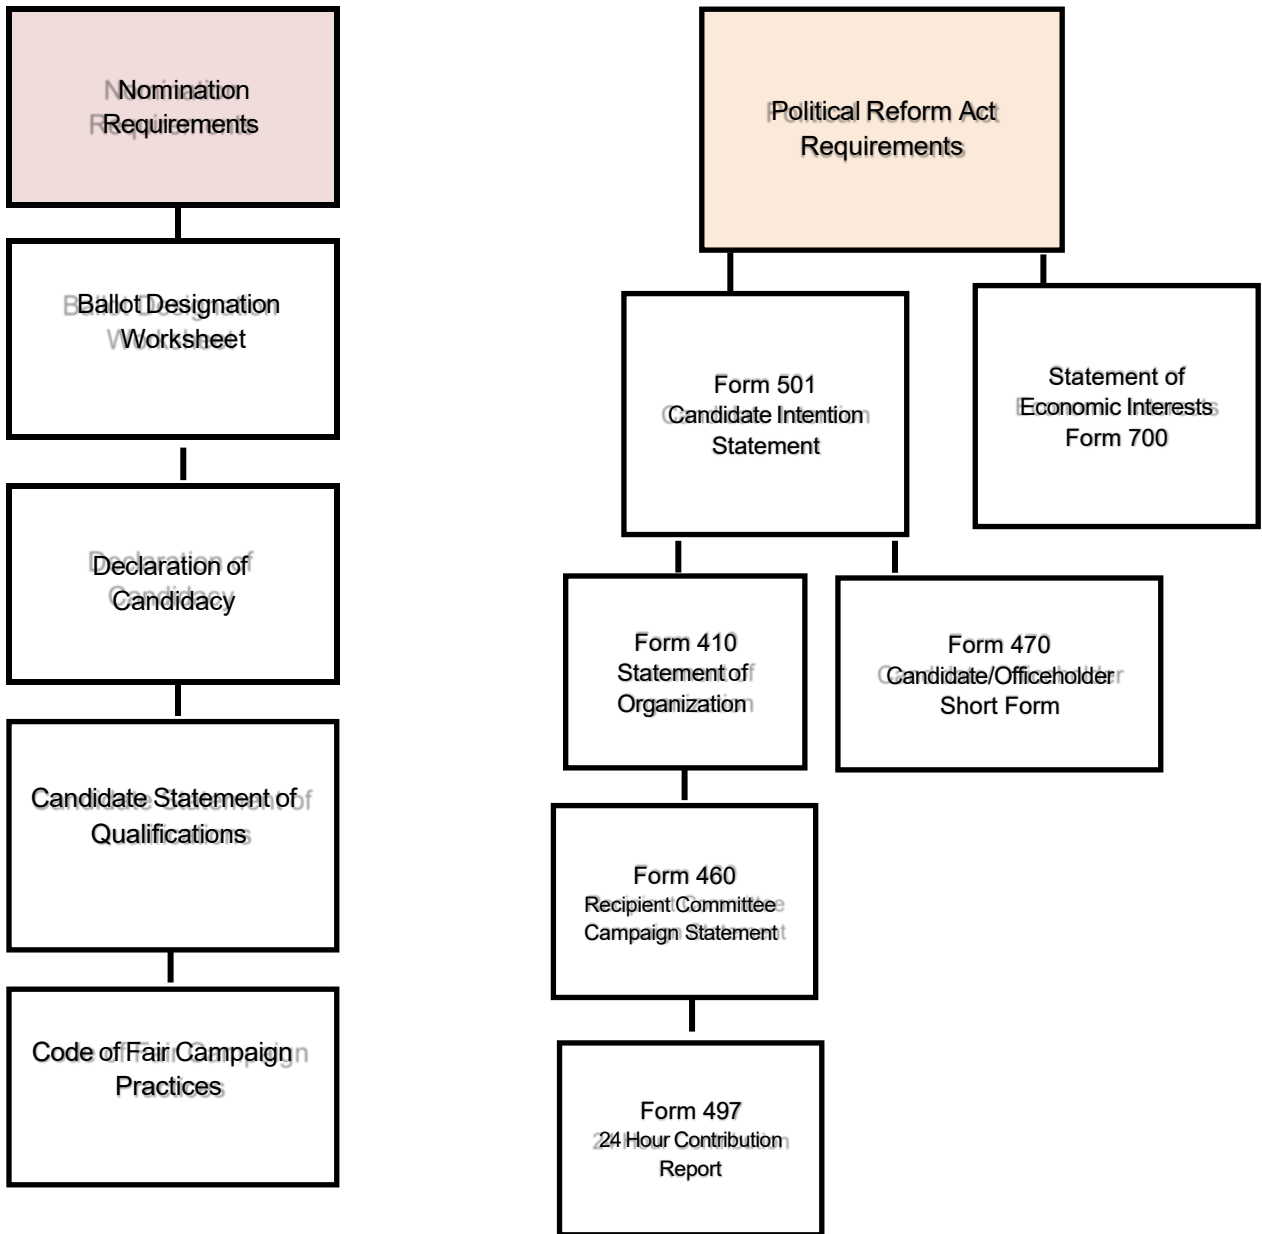 Nomination
Requirements
Ballot Designation
Worksheet
Declaration of
Candidacy
Candidate Statement of
Qualifications
Code of Fair Campaign
Practices
Political Reform Act
Requirements
Form 501
Candidate Intention
Statement
Statement of
Economic Interests
Form 700
Form 410
Statement of
Organization
Form 470
Candidate/Officeholder
Short Form
Form 460
Recipient Committee
Campaign Statement
Form 497
24 Hour Contribution
Report